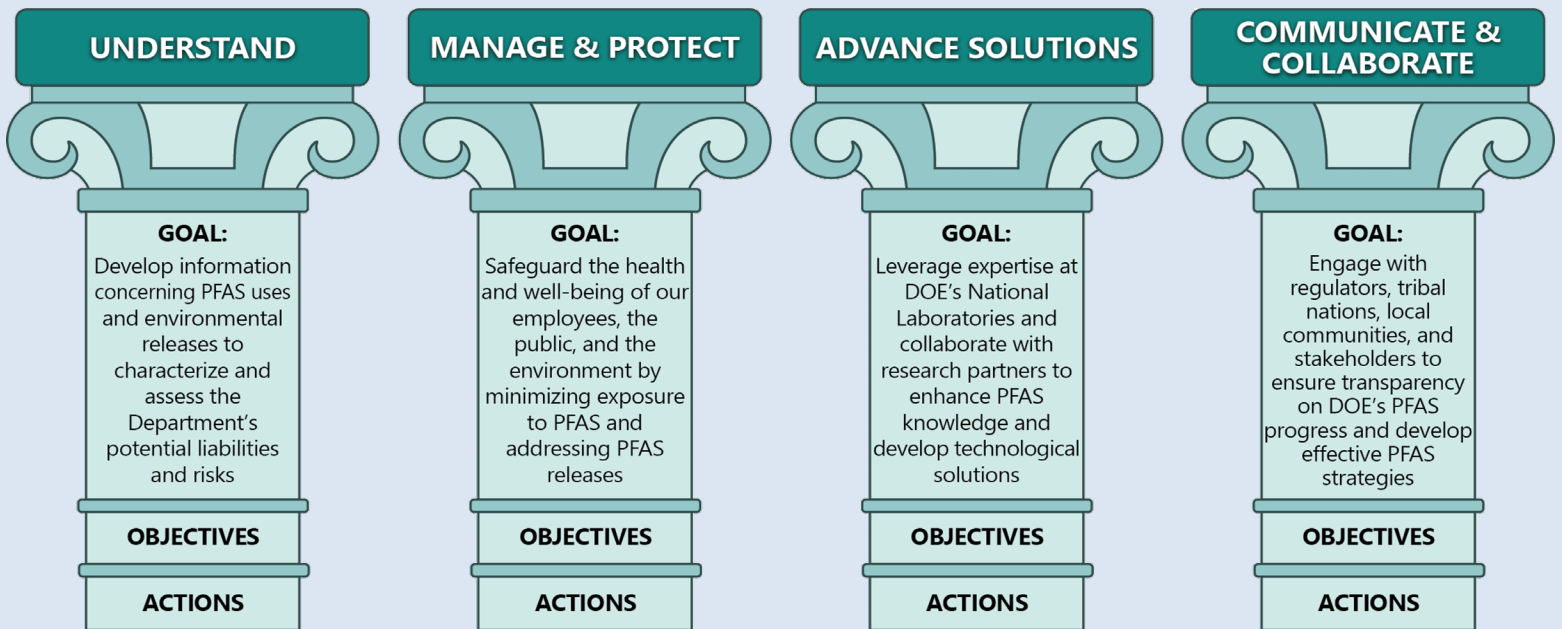 UNDERSTAND
GOAL:
Develop information
concerning PFAS uses
and environmental
releases to
characterize and
assess the
Department's
potential liabilities
and risks
OBJECTIVES
ACTIONS
MANAGE & PROTECT
GOAL:
Safeguard the health
and well-being of our
employees, the
public, and the
environment by
minimizing exposure
to PFAS and
addressing PFAS
releases
OBJECTIVES
ACTIONS
ADVANCE SOLUTIONS
GOAL:
Leverage expertise at
DOE's National
Laboratories and
collaborate with
research partners to
enhance PFAS
knowledge and
develop technological
solutions
OBJECTIVES
ACTIONS
COMMUNICATE &
COLLABORATE
GOAL:
Engage with
regulators, tribal
nations, local
communities, and
stakeholders to
ensure transparency
on DOE's PFAS
progress and develop
effective PFAS
strategies
OBJECTIVES
ACTIONS